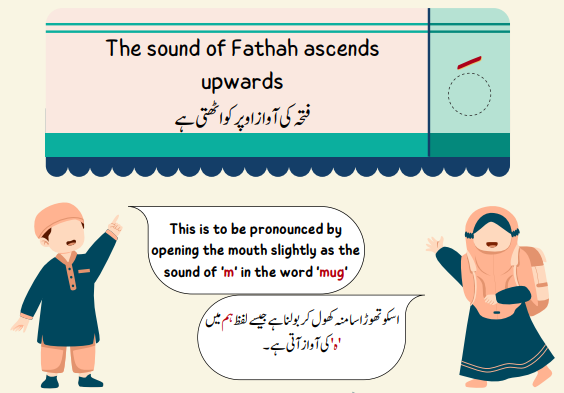 The sound of Fathah ascends
upwards
فتحہ کی آواز اوپر کو اٹھتی ہے
This is to be pronounced by
opening the mouth slightly as the
sound of 'm' in the word 'mug'
اسکو تھوڑا سا منہ کھول کر بولنا ہے جیسے لفظ ہم میں
'ہ' کی آواز آتی ہے۔